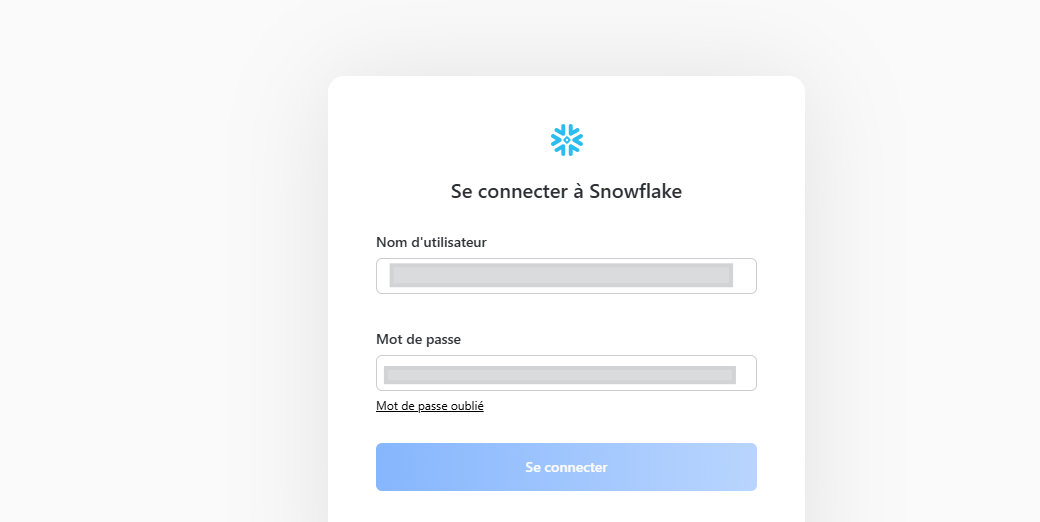 Se connecter à Snowflake
Nom d'utilisateur
Mot de passe
Mot de passe oublié
Se connecter